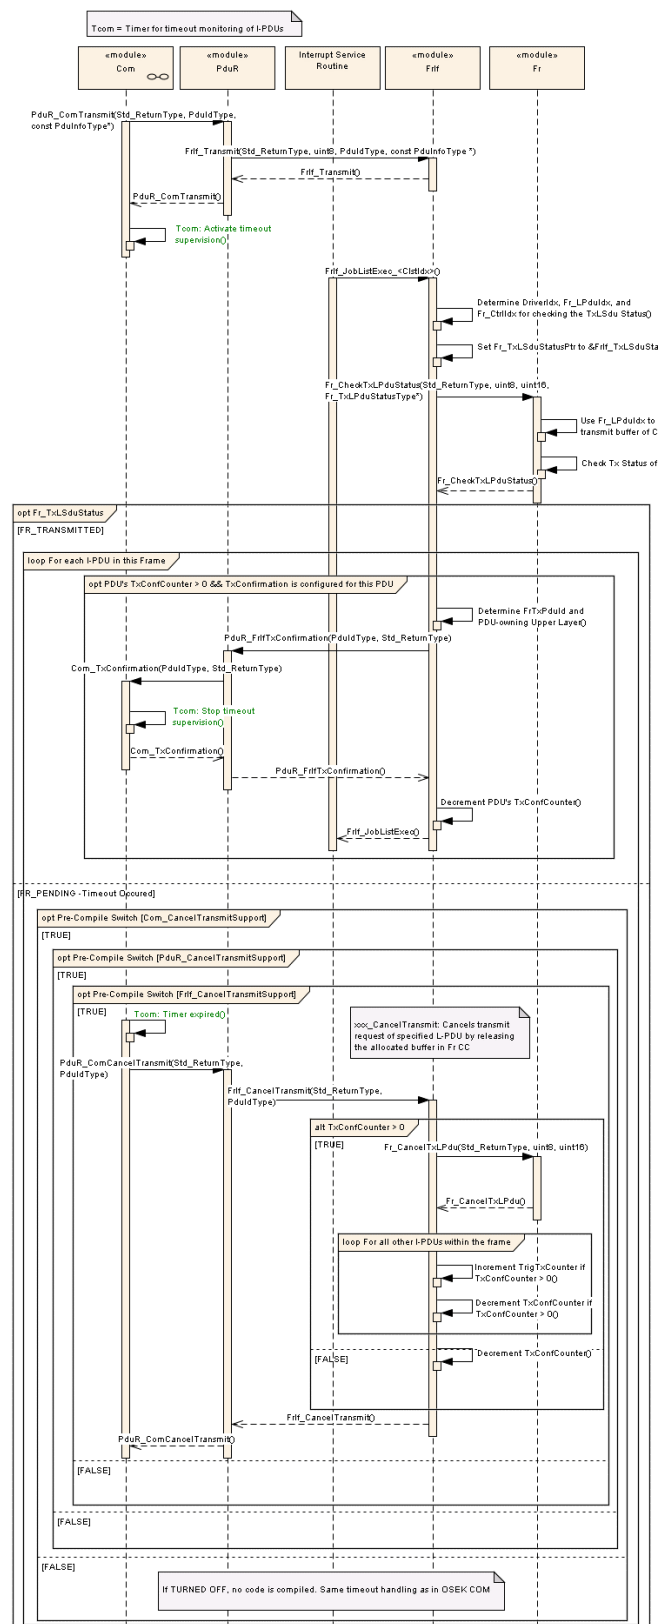 Tcom = Timer for timeout monitoring of I-PDUs
«module»
Com
«module»
PduR
Interrupt Service
Routine
«module»
FrIf
«module»
Fr
PduR_ComTransmit(Std_ReturnType, PduIdType,
const PduInfoType*)
FrIf_Transmit(Std_ReturnType, uint8, PduIdType, const PduInfoType *)
FrIf_Transmit()
PduR_ComTransmit()
Tcom: Activate timeout
supervision()
FrIf_JobListExec_<ClstIdx>()
Determine DriverIdx, Fr_LPduIdx, and
Fr_CtrlIdx for checking the TxLSdu Status()
Set Fr_TxLSduStatusPtr to &FrIf_TxLSduSta
Fr_CheckTxLPduStatus(Std_ReturnType, uint8, uint16,
Fr_TxLPduStatusType*)
Use Fr_LPduIdx to
transmit buffer of C
Check Tx Status of
Fr_CheckTxLPduStatus()
opt Fr_TxLSduStatus
[FR_TRANSMITTED]
loop For each I-PDU in this Frame
opt PDU's TxConfCounter > 0 && TxConfirmation is configured for this PDU
Determine FrTxPduId and
PDU-owning Upper Layer()
PduR_FrIfTxConfirmation(PduIdType, Std_ReturnType)
Com_TxConfirmation(PduIdType, Std_ReturnType)
Tcom: Stop timeout
supervision()
Com_TxConfirmation()
PduR_FrIfTxConfirmation()
Decrement PDU's TxConfCounter()
FrIf_JobListExec()
[FR_PENDING - Timeout Occured]
opt Pre-Compile Switch [Com_CancelTransmitSupport]
[TRUE]
opt Pre-Compile Switch [PduR_CancelTransmitSupport]
[TRUE]
opt Pre-Compile Switch [FrIf_CancelTransmitSupport]
[TRUE]
Tcom: Timer expired()
xxx_CancelTransmit: Cancels transmit
request of specified L-PDU by releasing
the allocated buffer in Fr CC
PduR_ComCancelTransmit(Std_ReturnType,
PduIdType)
FrIf_CancelTransmit(Std_ReturnType,
PduIdType)
alt TxConfCounter > 0
[TRUE]
Fr_CancelTxLPdu(Std_ReturnType, uint8, uint16)
Fr_CancelTxLPdu()
loop For all other I-PDUs within the frame
Increment TrigTxCounter if
TxConfCounter > 0()
Decrement TxConfCounter if
TxConfCounter > 0()
[FALSE]
Decrement TxConfCounter()
FrIf_CancelTransmit()
PduR_ComCancelTransmit()
[FALSE]
[FALSE]
[FALSE]
If TURNED OFF, no code is compiled. Same timeout handling as in OSEK COM